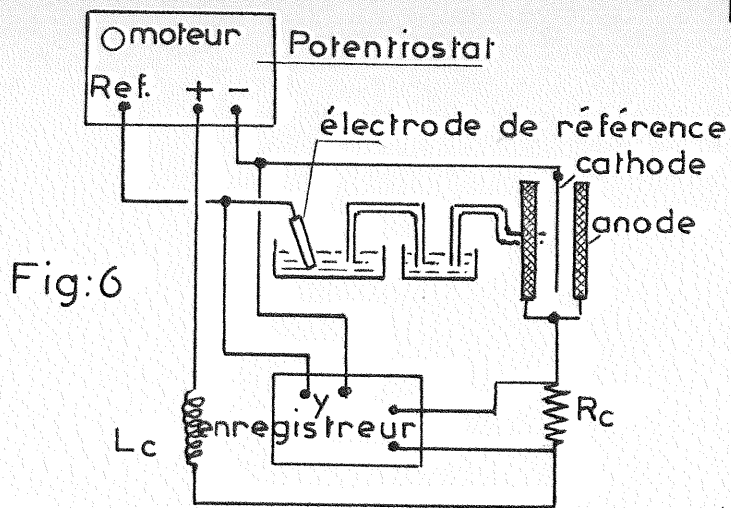 moteur
Potentiostat
Ref. + -
électrode de référence
cathode
anode
Fig:6
y
enregistreur
Lc
Rc